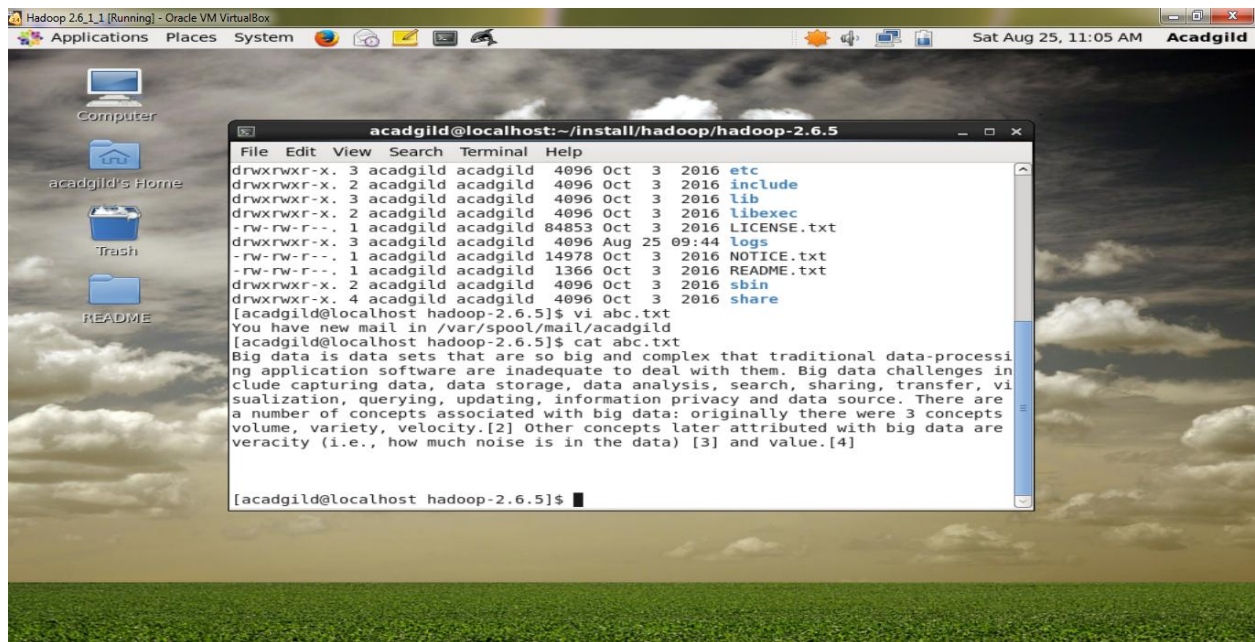 Hadoop 2.6_1_1 [Running] - Oracle VM VirtualBox
Applications Places System Sat Aug 25, 11:05 AM Acadgild
Computer
acadgild's Home
Trash
README
acadgild@localhost:~/install/hadoop/hadoop-2.6.5
File Edit View Search Terminal Help
drwxrwxr-x. 3 acadgild acadgild 4096 Oct 3 2016 etc
drwxrwxr-x. 2 acadgild acadgild 4096 Oct 3 2016 include
drwxrwxr-x. 3 acadgild acadgild 4096 Oct 3 2016 lib
drwxrwxr-x. 2 acadgild acadgild 4096 Oct 3 2016 libexec
-rw-rw-r--. 1 acadgild acadgild 84853 Oct 3 2016 LICENSE.txt
drwxrwxr-x. 3 acadgild acadgild 4096 Aug 25 09:44 logs
-rw-rw-r--. 1 acadgild acadgild 14978 Oct 3 2016 NOTICE.txt
-rw-rw-r--. 1 acadgild acadgild 1366 Oct 3 2016 README.txt
drwxrwxr-x. 2 acadgild acadgild 4096 Oct 3 2016 sbin
drwxrwxr-x. 4 acadgild acadgild 4096 Oct 3 2016 share
[acadgild@localhost hadoop-2.6.5]$ vi abc.txt
You have new mail in /var/spool/mail/acadgild
[acadgild@localhost hadoop-2.6.5]$ cat abc.txt
Big data is data sets that are so big and complex that traditional data-processi
ng application software are inadequate to deal with them. Big data challenges in
clude capturing data, data storage, data analysis, search, sharing, transfer, vi
sualization, querying, updating, information privacy and data source. There are
a number of concepts associated with big data: originally there were 3 concepts
volume, variety, velocity.[2] Other concepts later attributed with big data are
veracity (i.e., how much noise is in the data) [3] and value.[4]
[acadgild@localhost hadoop-2.6.5]$